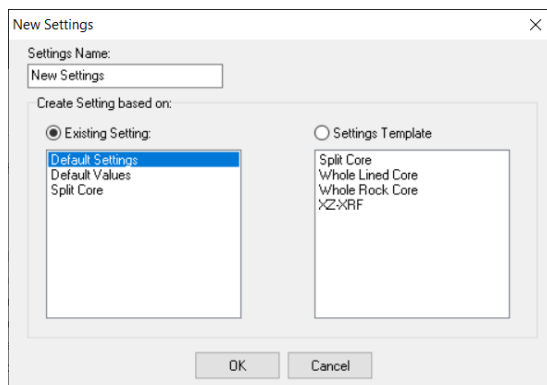 New Settings
Settings Name:
New Settings
Create Setting based on:
Existing Setting:
Default Settings
Default Values
Split Core
Settings Template
Split Core
Whole Lined Core
Whole Rock Core
XZ-XRF
OK
Cancel